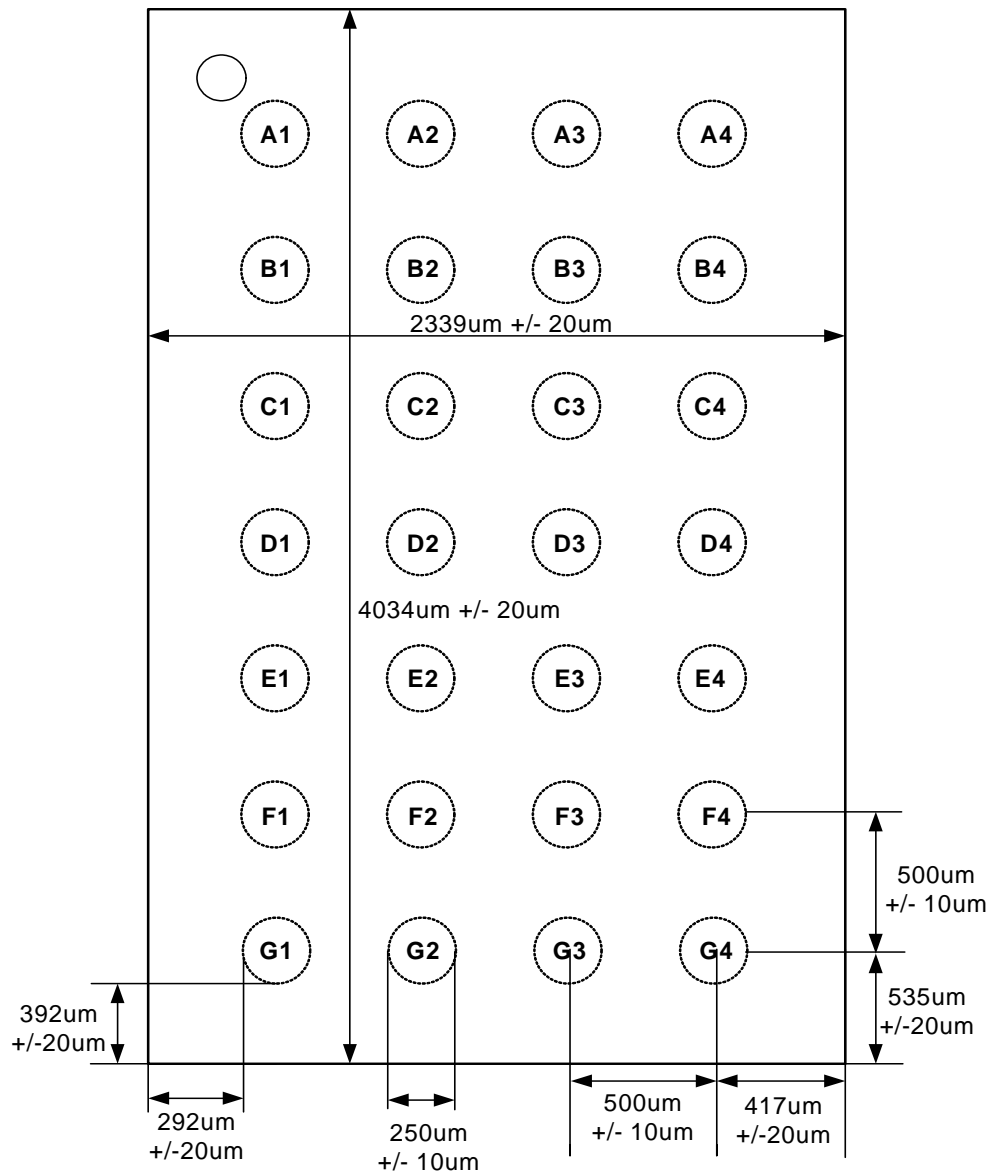 A1 A2 A3 A4
B1 B2 B3 B4
2339um +/- 20um
C1 C2 C3 C4
D1 D2 D3 D4
4034um +/- 20um
E1 E2 E3 E4
F1 F2 F3 F4
500um
+/- 10um
G1 G2 G3 G4
392um
+/-20um
535um
+/-20um
292um
+/-20um
250um
+/- 10um
500um
+/- 10um
417um
+/-20um